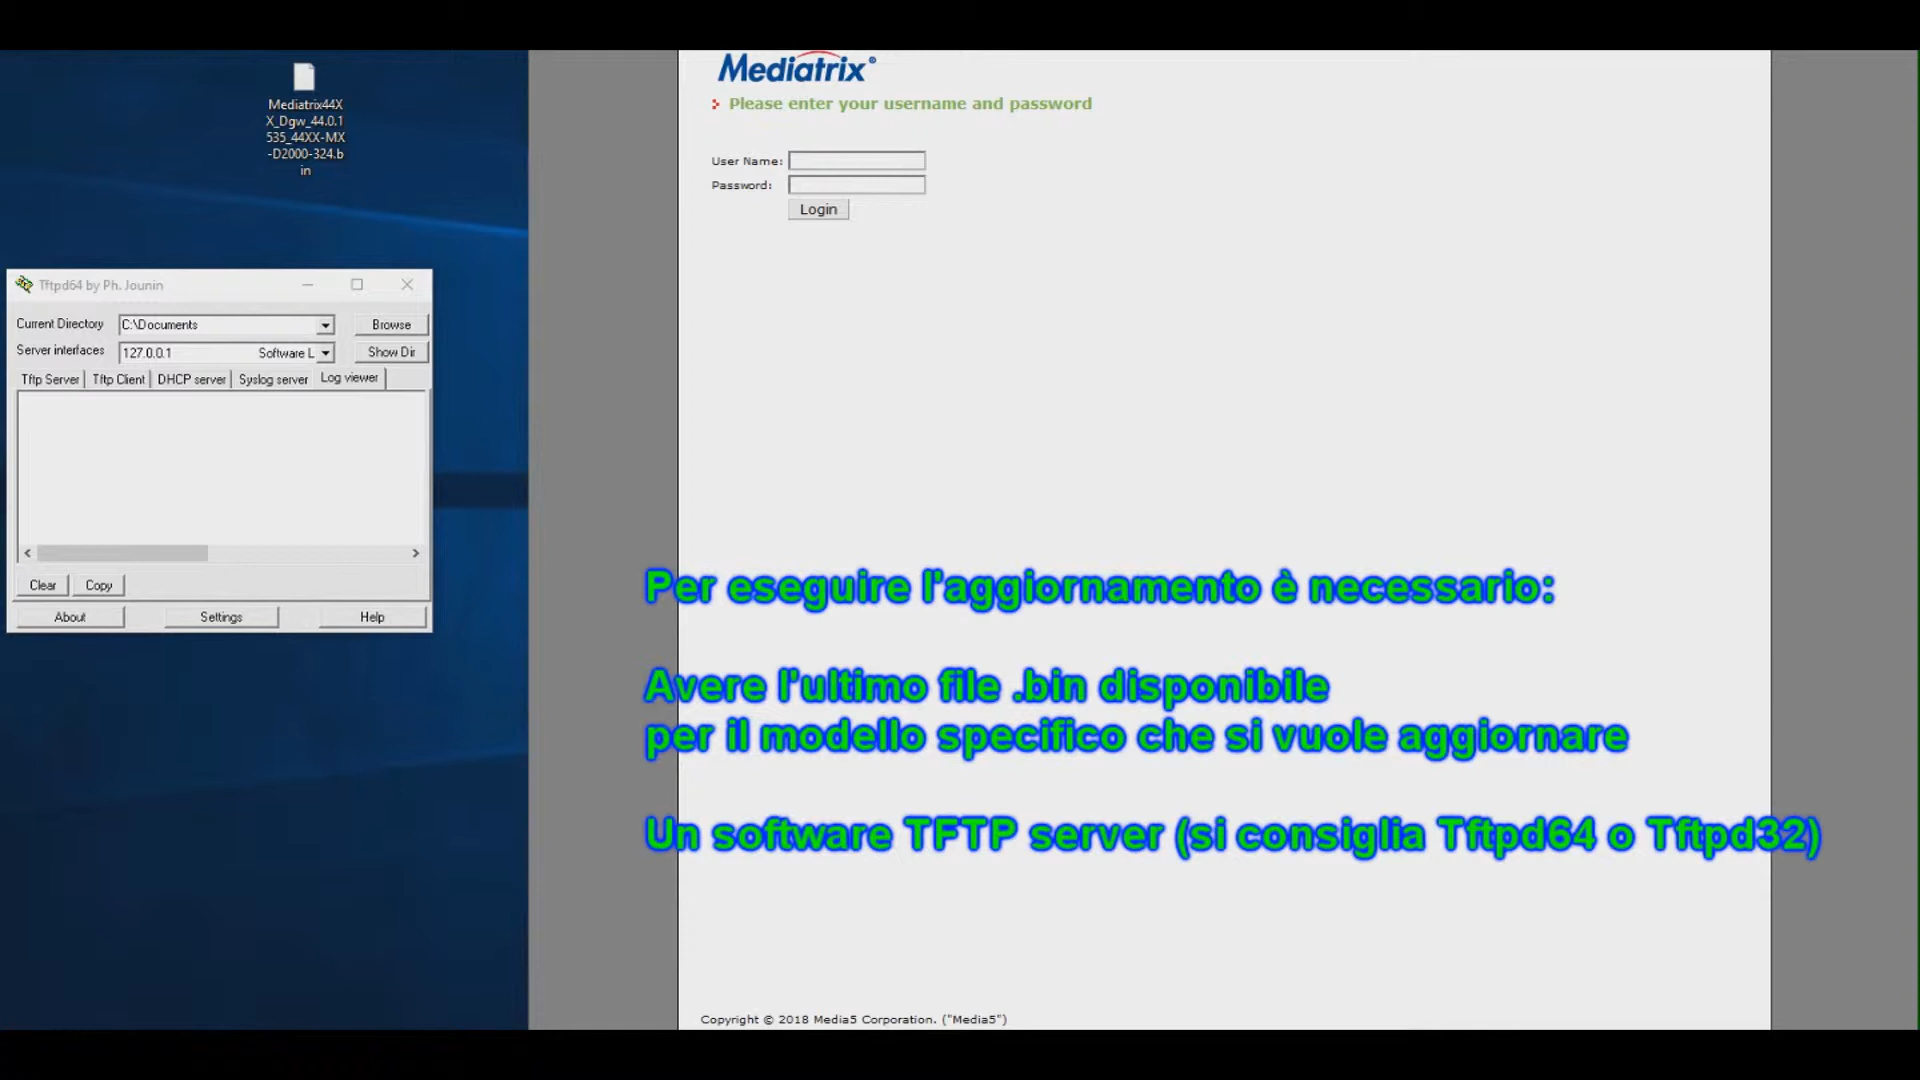 Mediatrix44X
X_Dgw_44.0.1
535_44XX-MX
-D2000-324.b
in
Tftpd64 by Ph. Jounin
Current Directory C:\Documents Browse
Server interfaces 127.0.0.1 Software L Show Dir
Tftp Server Tftp Client DHCP server Syslog server Log viewer
Clear Copy
About Settings Help
Mediatrix®
Please enter your username and password
User Name:
Password:
Login
Per eseguire l'aggiornamento è necessario:
Avere l'ultimo file .bin disponibile
per il modello specifico che si vuole aggiornare
Un software TFTP server (si consiglia Tftpd64 o Tftpd32)
Copyright © 2018 Media5 Corporation. ("Media5")